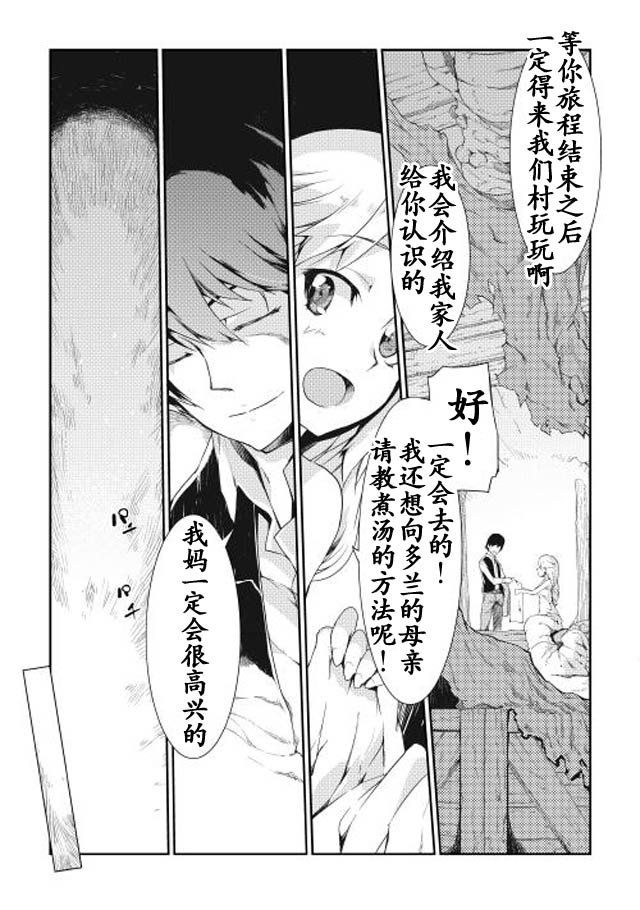 等你旅程结束之后
一定得来我们村玩玩啊
我会介绍我家人
给你认识的
好！
一定会去的！
我还想向多兰的母亲
请教煮汤的方法呢！
我妈一定会很高兴的
パ
パ